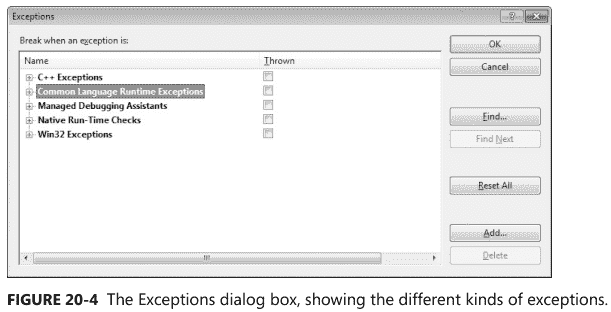 Exceptions
Break when an exception is:
Name Thrown
C++ Exceptions
Common Language Runtime Exceptions
Managed Debugging Assistants
Native Run-Time Checks
Win32 Exceptions
OK
Cancel
Find...
Find Next
Reset All
Add...
Delete
FIGURE 20-4 The Exceptions dialog box, showing the different kinds of exceptions.